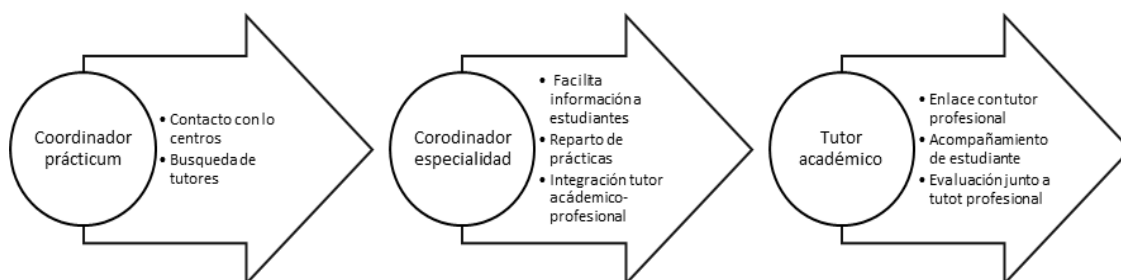 Coordinador
prácticum
• Contacto con lo
centros
• Busqueda de
tutores
Corodinador
especialidad
• Facilita
información a
estudiantes
• Reparto de
prácticas
• Integración tutor
acádemico-
profesional
Tutor
académico
• Enlace con tutor
profesional
• Acompañamiento
de estudiante
• Evaluación junto a
tutot profesional